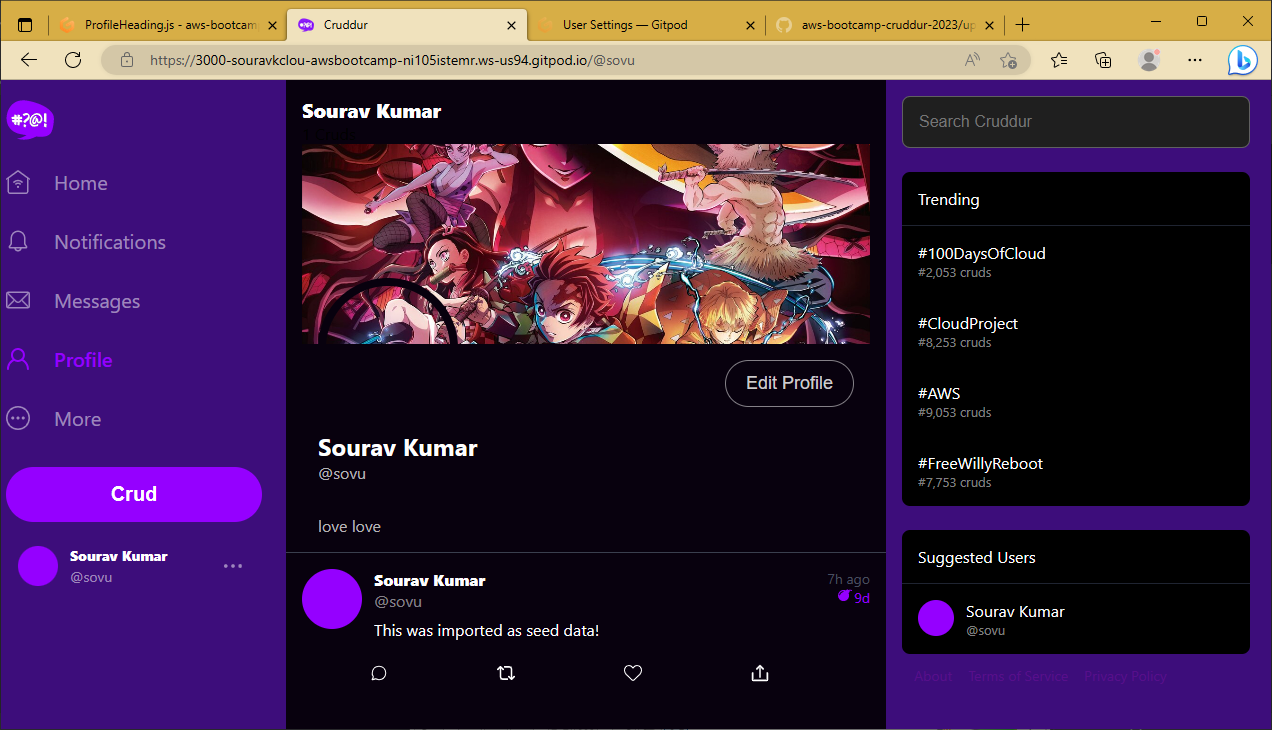 ProfileHeading.js - aws-bootcamp
Cruddur
User Settings — Gitpod
aws-bootcamp-cruddur-2023/up
https://3000-souravkclou-awsbootcamp-ni105istemr.ws-us94.gitpod.io/@sovu
#?@!
Home
Notifications
Messages
Profile
More
Crud
Sourav Kumar
@sovu
Sourav Kumar
Edit Profile
Sourav Kumar
@sovu
love love
Sourav Kumar
@sovu
7h ago
9d
This was imported as seed data!
Search Cruddur
Trending
#100DaysOfCloud
#2,053 cruds
#CloudProject
#8,253 cruds
#AWS
#9,053 cruds
#FreeWillyReboot
#7,753 cruds
Suggested Users
Sourav Kumar
@sovu
About Terms of Service Privacy Policy